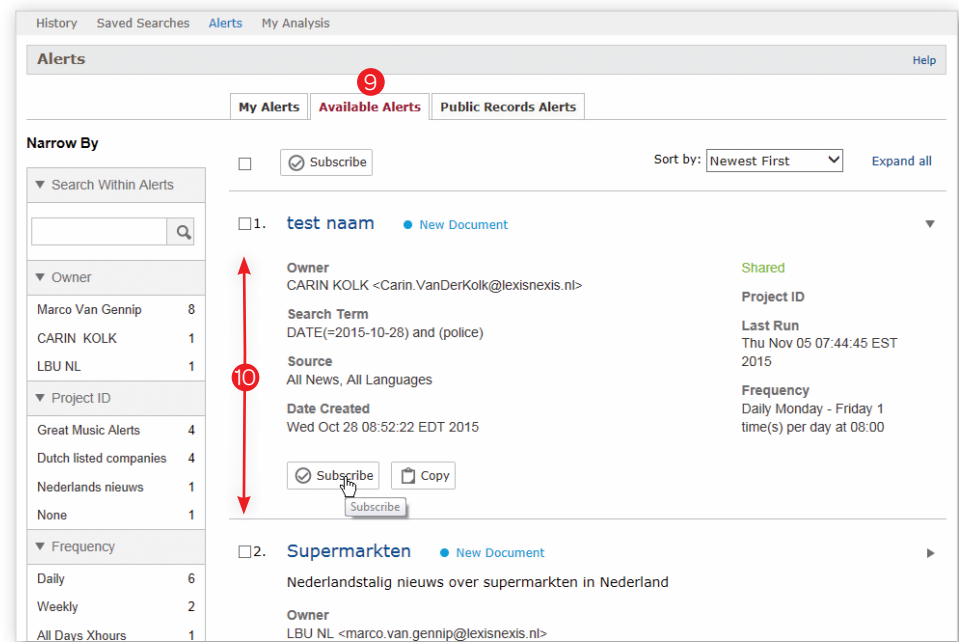 History Saved Searches Alerts My Analysis
Alerts
Help
9
My Alerts Available Alerts Public Records Alerts
Narrow By
Search Within Alerts
Owner
Marco Van Gennip 8
CARIN KOLK 1
LBU NL 1
Project ID
Great Music Alerts 4
Dutch listed companies 4
Nederlands nieuws 1
None 1
Frequency
Daily 6
Weekly 2
All Days Xhours 1
Subscribe
Sort by: Newest First
Expand all
1. test naam New Document
10
Owner
CARIN KOLK <Carin.VanDerKolk@lexisnexis.nl>
Search Term
DATE(=2015-10-28) and (police)
Source
All News, All Languages
Date Created
Wed Oct 28 08:52:22 EDT 2015
Shared
Project ID
Last Run
Thu Nov 05 07:44:45 EST
2015
Frequency
Daily Monday - Friday 1
time(s) per day at 08:00
Subscribe Copy
Subscribe
2. Supermarkten New Document
Nederlandstalig nieuws over supermarkten in Nederland
Owner
LBU NL <marco.van.gennip@lexisnexis.nl>